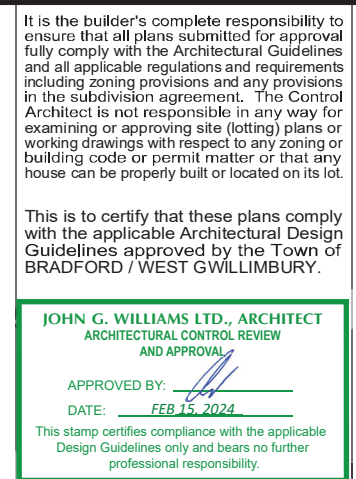 It is the builder's complete responsibility to
ensure that all plans submitted for approval
fully comply with the Architectural Guidelines
and all applicable regulations and requirements
including zoning provisions and any provisions
in the subdivision agreement. The Control
Architect is not responsible in any way for
examining or approving site (lotting) plans or
working drawings with respect to any zoning or
building code or permit matter or that any
house can be properly built or located on its lot.
This is to certify that these plans comply
with the applicable Architectural Design
Guidelines approved by the Town of
BRADFORD / WEST GWILLIMBURY.
JOHN G. WILLIAMS LTD., ARCHITECT
ARCHITECTURAL CONTROL REVIEW
AND APPROVAL
APPROVED BY:
DATE: FEB 15, 2024
This stamp certifies compliance with the applicable
Design Guidelines only and bears no further
professional responsibility.